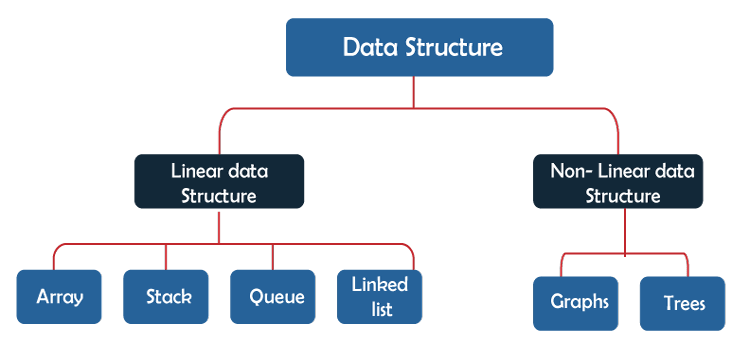 Data Structure
Linear data
Structure
Non- Linear data
Structure
Array
Stack
Queue
Linked
list
Graphs
Trees